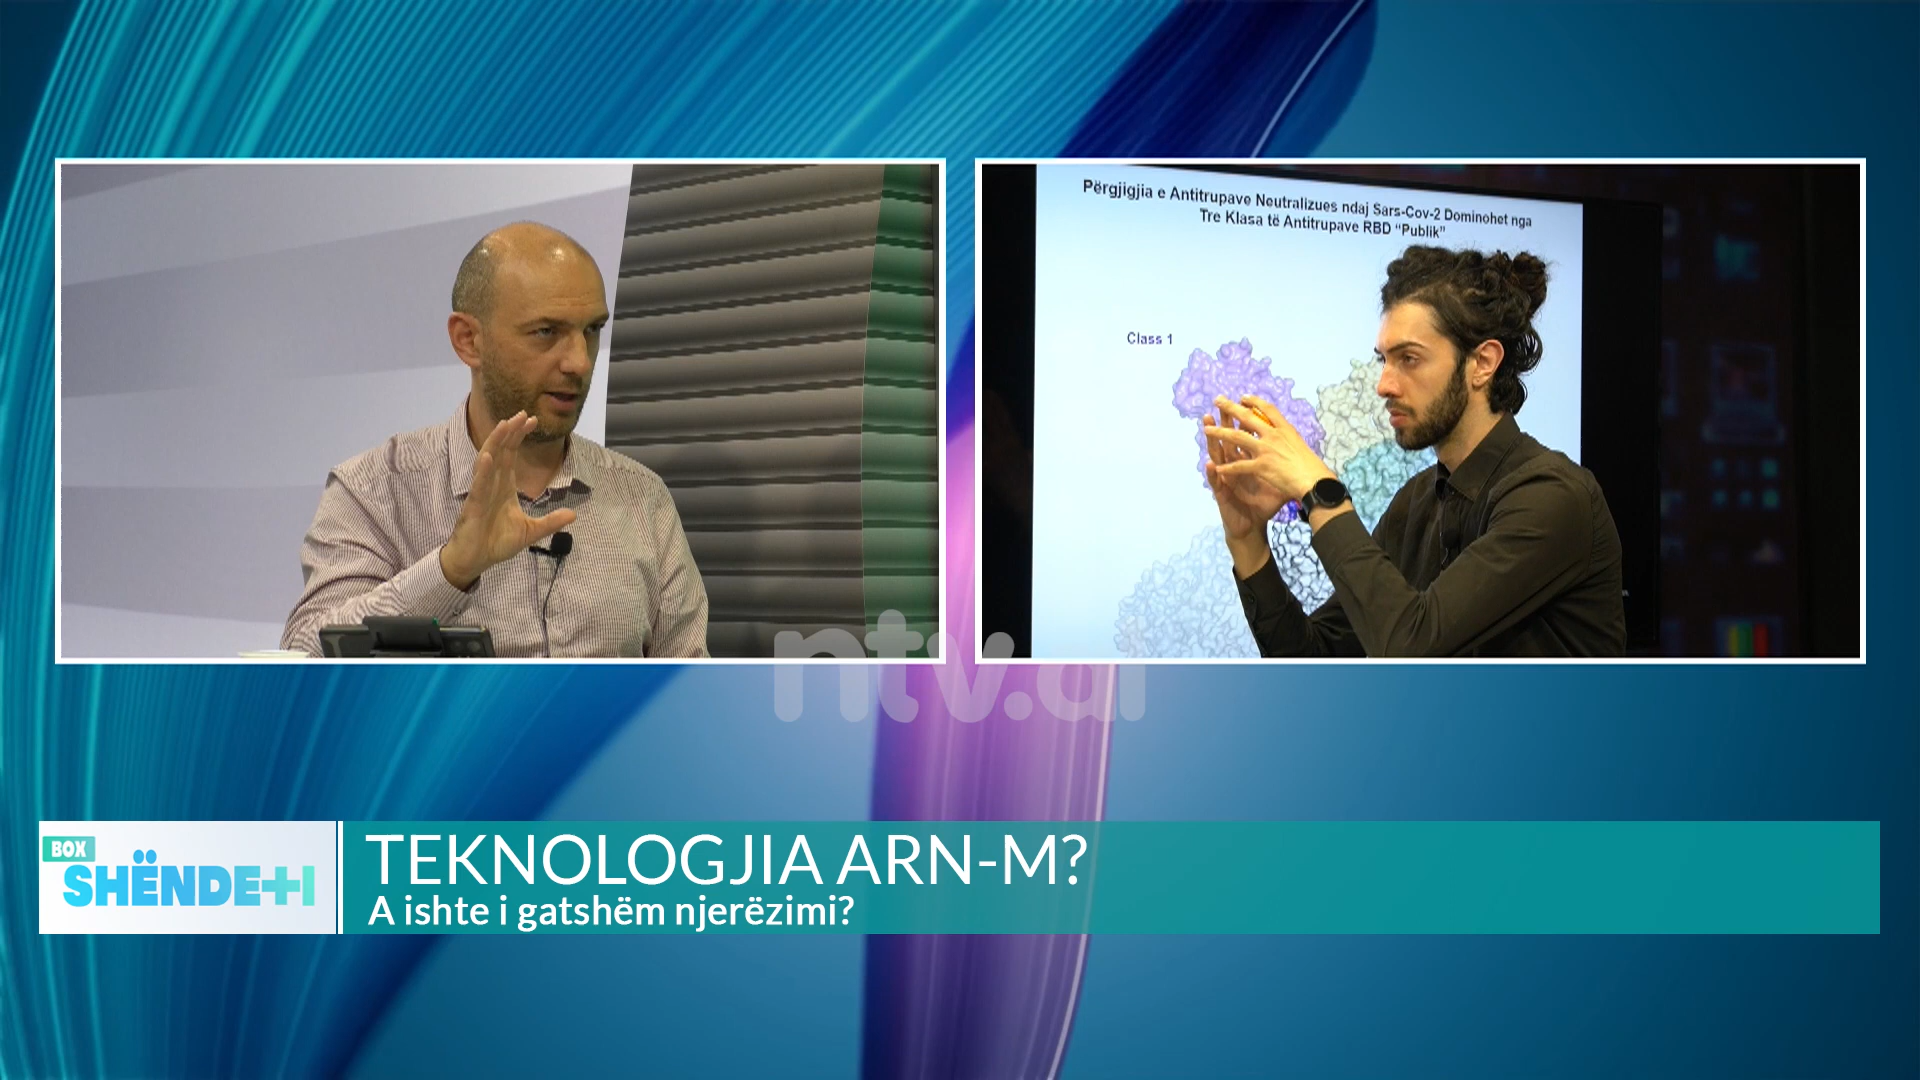 Përgjigjia e Antitrupave Neutralizues ndaj Sars-Cov-2 Dominohet nga
Tre Klasa të Antitrupave RBD “Publik”
Class 1
ntv.al
BOX
SHËNDETI
TEKNOLOGJIA ARN-M?
A ishte i gatshëm njerëzimi?